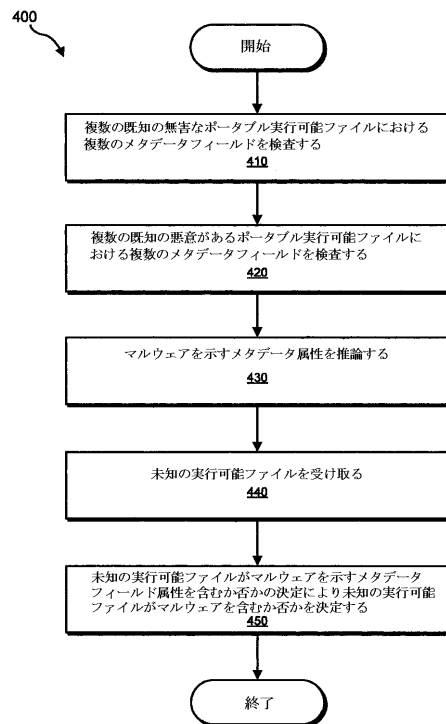 400
開始
複数の既知の無害なポータブル実行可能ファイルにおける
複数のメタデータフィールドを検査する
410
複数の既知の悪意があるポータブル実行可能ファイルに
おける複数のメタデータフィールドを検査する
420
マルウェアを示すメタデータ属性を推論する
430
未知の実行可能ファイルを受け取る
440
未知の実行可能ファイルがマルウェアを示すメタデータ
フィールド属性を含むか否かの決定により未知の実行可能
ファイルがマルウェアを含むか否かを決定する
450
終了